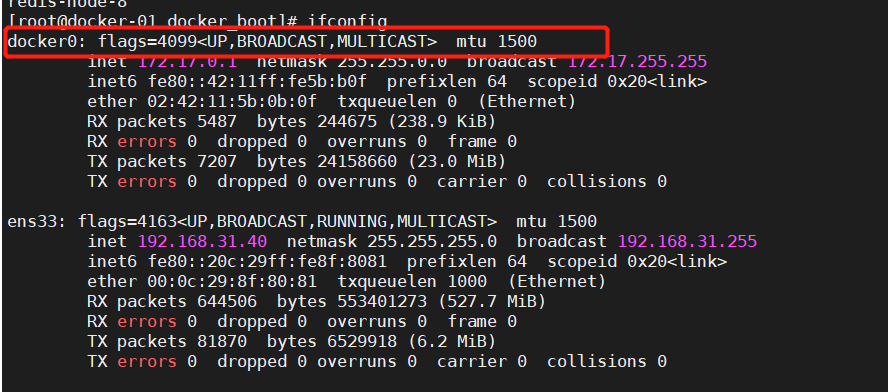 redis-node-8
[root@docker-01 docker_boot]# ifconfig
docker0: flags=4099<UP,BROADCAST,MULTICAST>  mtu 1500
        inet 172.17.0.1  netmask 255.255.0.0  broadcast 172.17.255.255
        inet6 fe80::42:11ff:fe5b:b0f  prefixlen 64  scopeid 0x20<link>
        ether 02:42:11:5b:0b:0f  txqueuelen 0  (Ethernet)
        RX packets 5487  bytes 244675 (238.9 KiB)
        RX errors 0  dropped 0  overruns 0  frame 0
        TX packets 7207  bytes 24158660 (23.0 MiB)
        TX errors 0  dropped 0 overruns 0  carrier 0  collisions 0
ens33: flags=4163<UP,BROADCAST,RUNNING,MULTICAST>  mtu 1500
        inet 192.168.31.40  netmask 255.255.255.0  broadcast 192.168.31.255
        inet6 fe80::20c:29ff:fe8f:8081  prefixlen 64  scopeid 0x20<link>
        ether 00:0c:29:8f:80:81  txqueuelen 1000  (Ethernet)
        RX packets 644506  bytes 553401273 (527.7 MiB)
        RX errors 0  dropped 0  overruns 0  frame 0
        TX packets 81870  bytes 6529918 (6.2 MiB)
        TX errors 0  dropped 0 overruns 0  carrier 0  collisions 0